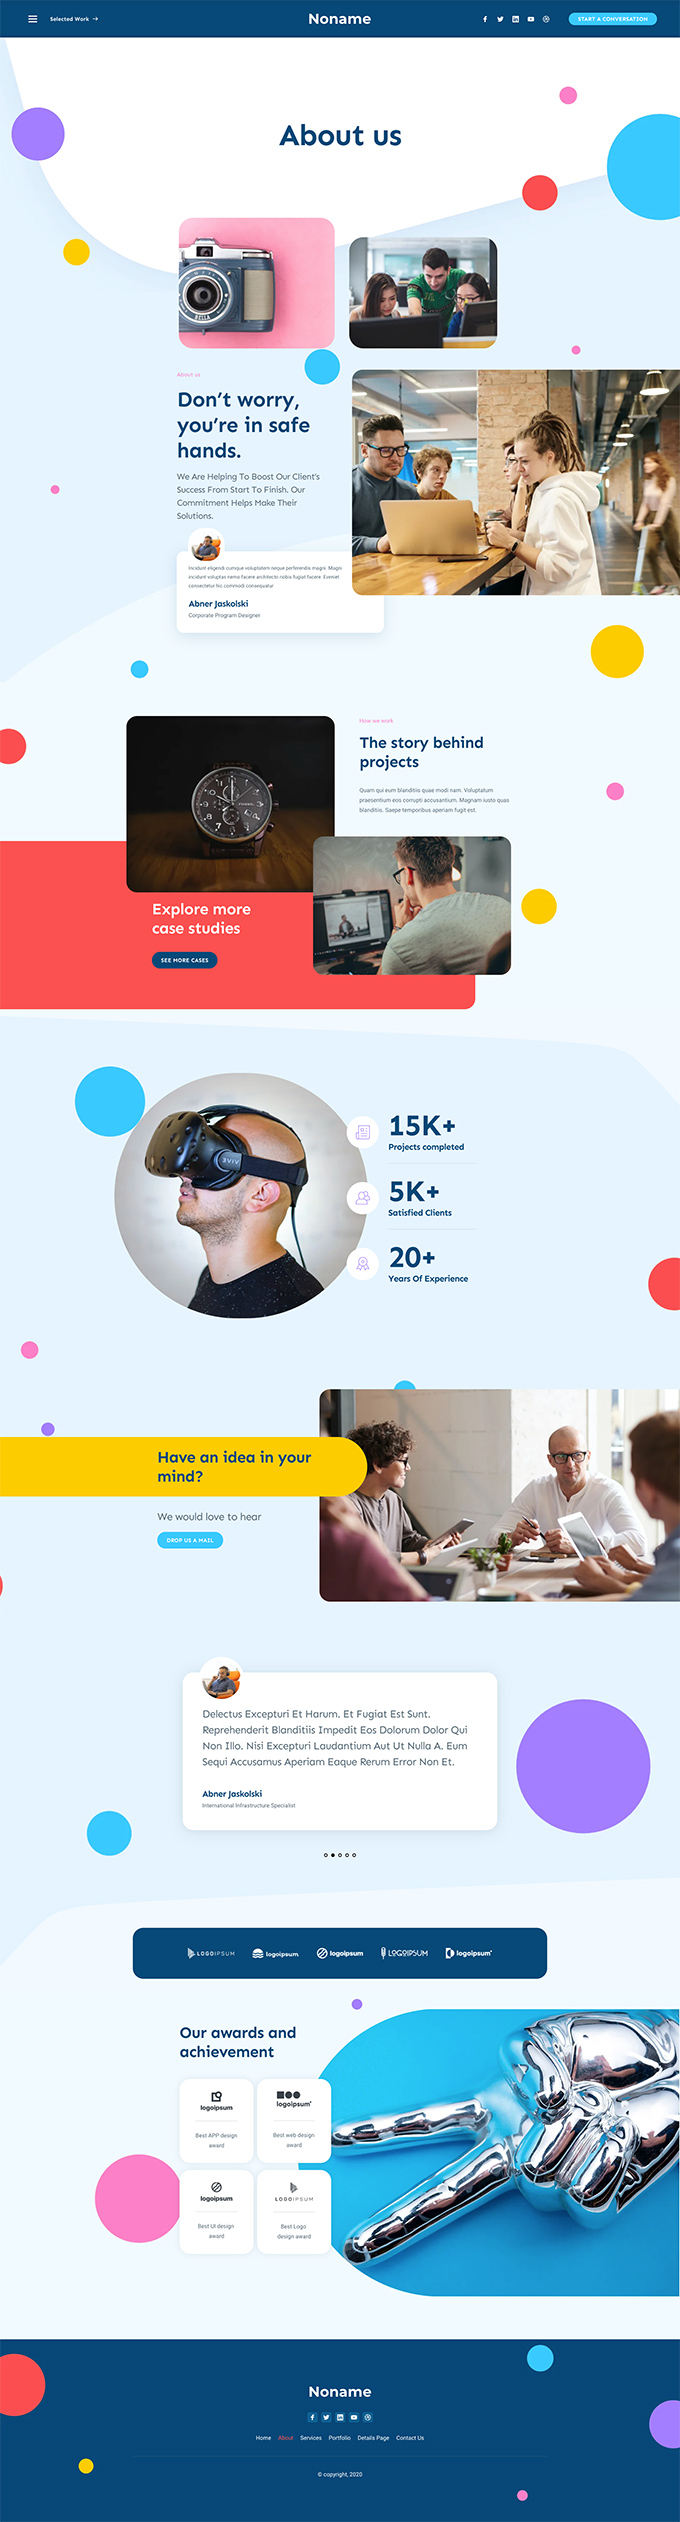 Selected Work →
Noname
START A CONVERSATION
About us
About us
Don’t worry,
you’re in safe
hands.
We Are Helping To Boost Our Client's
Success From Start To Finish. Our
Commitment Helps Make Their
Solutions.
Incidunt eligendi cumque voluptatem neque perferendis magni. Magni
incidunt voluptas nemo facere architecto nobis fugiat facere. Eveniet
consectetur hic commodi consequatur.
Abner Jaskolski
Corporate Program Designer
How we work
The story behind
projects
Quam qui eum blanditiis quae modi nam. Voluptatum
praesentium eos corrupti accusantium. Magnam iusto quas
blanditiis. Saepe temporibus aperiam fugit est.
Explore more
case studies
SEE MORE CASES
VIVE
15K+
Projects completed
5K+
Satisfied Clients
20+
Years Of Experience
Have an idea in your
mind?
We would love to hear
DROP US A MAIL
Delectus Excepturi Et Harum. Et Fugiat Est Sunt.
Reprehenderit Blanditiis Impedit Eos Dolorum Dolor Qui
Non Illo. Nisi Excepturi Laudantium Aut Ut Nulla A. Eum
Sequi Accusamus Aperiam Eaque Rerum Error Non Et.
Abner Jaskolski
International Infrastructure Specialist
LOGOIPSUM logoipsum logoipsum LOGOIPSUM logoipsum
Our awards and
achievement
logoipsum
Best APP design
award
logoipsum
Best web design
award
logoipsum
Best UI design
award
LOGOIPSUM
Best Logo
design award
Noname
Home About Services Portfolio Details Page Contact Us
© copyright, 2020